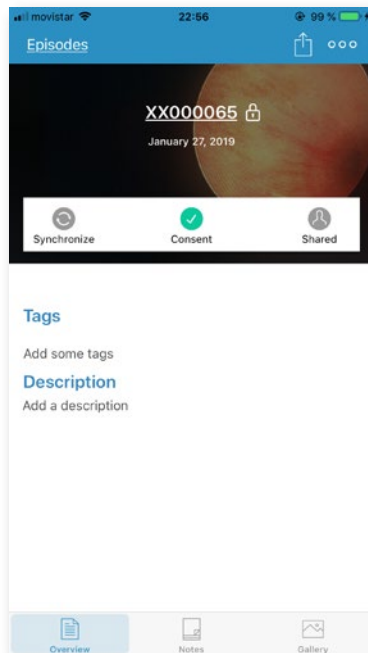 movistar 22:56 99 %
Episodes
XX000065
January 27, 2019
Synchronize Consent Shared
Tags
Add some tags
Description
Add a description
Overview Notes Gallery